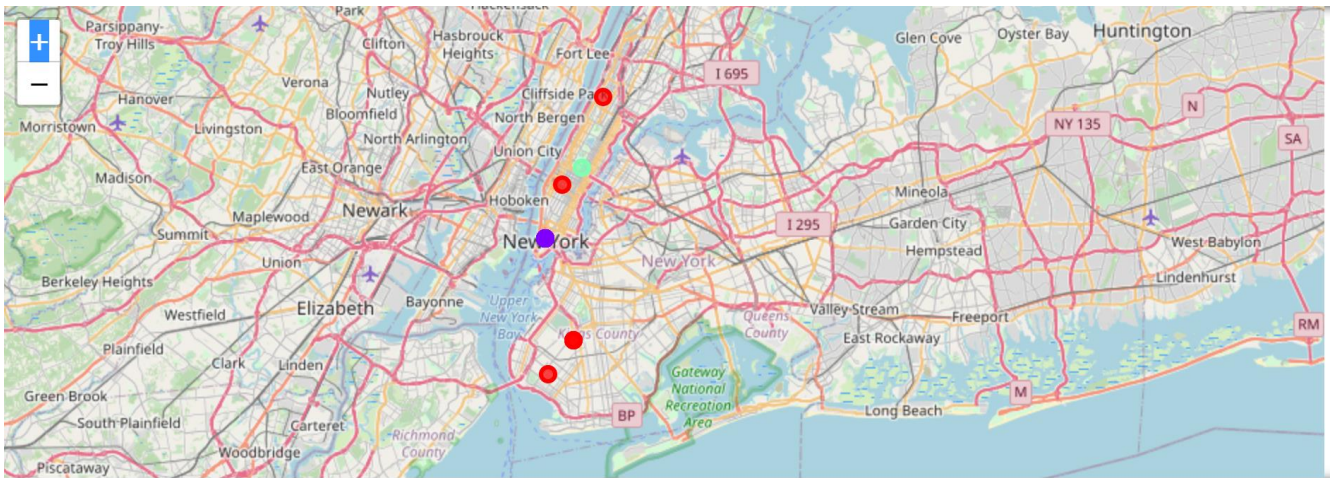 +
−
Park
Hackensack
Parsippany-
Troy Hills
Clifton
Hasbrouck
Heights
Fort Lee
Glen Cove
Oyster Bay
Huntington
I 695
Verona
Nutley
Cliffside Pa
Hanover
Bloomfield
North Bergen
N
NY 135
Morristown
Livingston
North Arlington
SA
Union City
East Orange
Madison
Mineola
Hoboken
Newark
Maplewood
I 295
Garden City
Summit
New York
West Babylon
Hempstead
Union
New York
Berkeley Heights
Lindenhurst
Elizabeth
Bayonne
Upper
New York
Bay
Westfield
Valley Stream
Freeport
Queens
County
RM
Kings County
East Rockaway
Plainfield
Clark
Linden
Gateway
National
Recreation
Area
M
Green Brook
Long Beach
BP
South Plainfield
Carteret
Richmond
County
Woodbridge
Piscataway